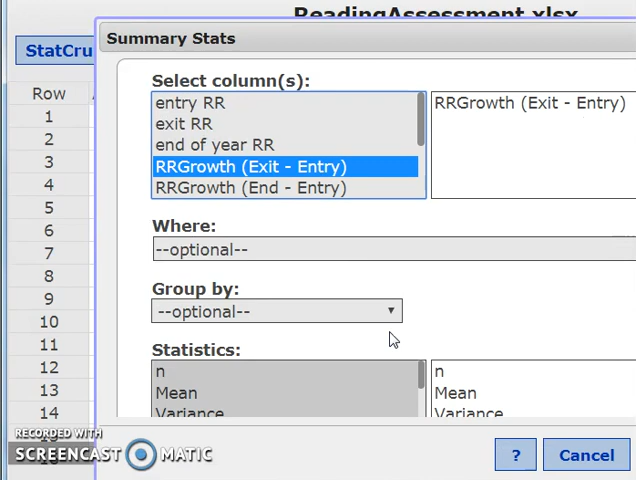 ReadingAssessment.xlsx
Summary Stats
StatCru
Row
1
2
3
4
5
6
7
8
9
10
11
12
13
14
Select column(s):
entry RR
exit RR
end of year RR
RRGrowth (Exit - Entry)
RRGrowth (End - Entry)
RRGrowth (Exit - Entry)
Where:
--optional--
Group by:
--optional--
Statistics:
n
Mean
Variance
n
Mean
Variance
? Cancel
RECORDED WITH
SCREENCAST MATIC